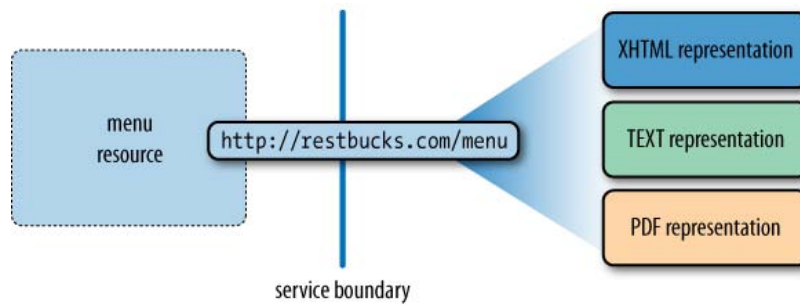 menu
resource
http://restbucks.com/menu
XHTML representation
TEXT representation
PDF representation
service boundary